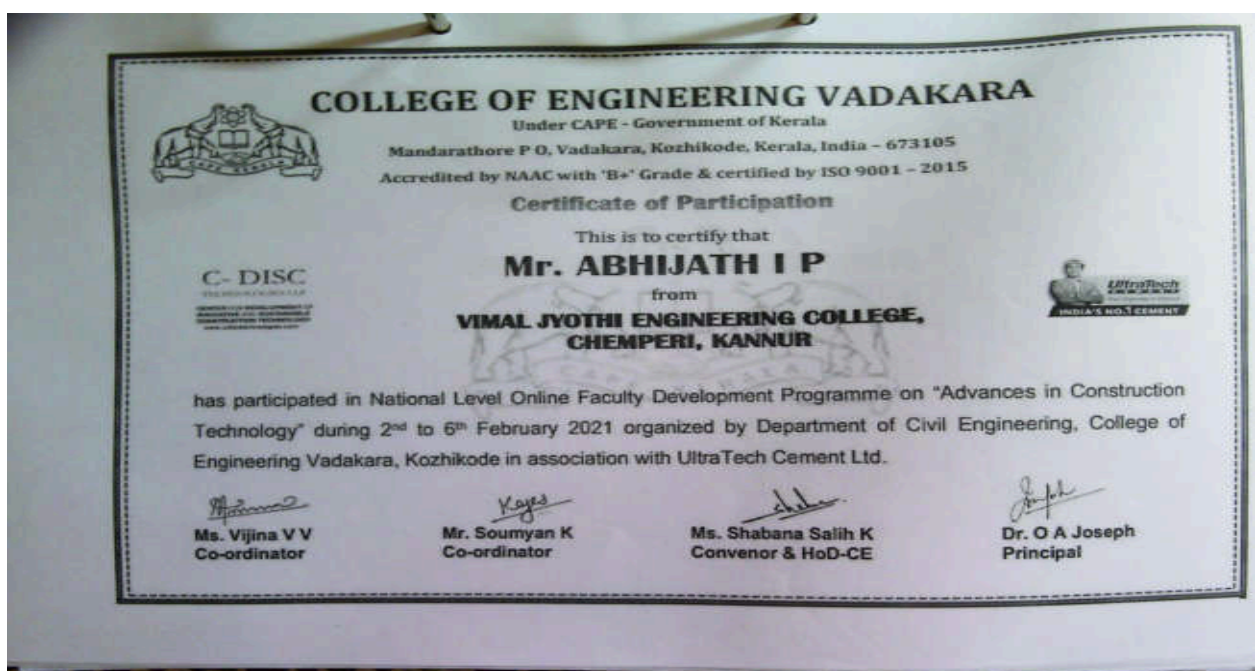 COLLEGE OF ENGINEERING VADAKARA
Under CAPE - Government of Kerala
Mandarathore P O, Vadakara, Kozhikode, Kerala, India – 673105
Accredited by NAAC with 'B+' Grade & certified by ISO 9001 – 2015
Certificate of Participation
This is to certify that
Mr. ABHIJATH I P
from
VIMAL JYOTHI ENGINEERING COLLEGE,
CHEMPERI, KANNUR
C- DISC
UltraTech
CEMENT
INDIA'S NO.1 CEMENT
CAPE KERALA
has participated in National Level Online Faculty Development Programme on "Advances in Construction
Technology" during 2nd to 6th February 2021 organized by Department of Civil Engineering, College of
Engineering Vadakara, Kozhikode in association with UltraTech Cement Ltd.
Ms. Vijina V V
Co-ordinator
Mr. Soumyan K
Co-ordinator
Ms. Shabana Salih K
Convenor & HoD-CE
Dr. O A Joseph
Principal